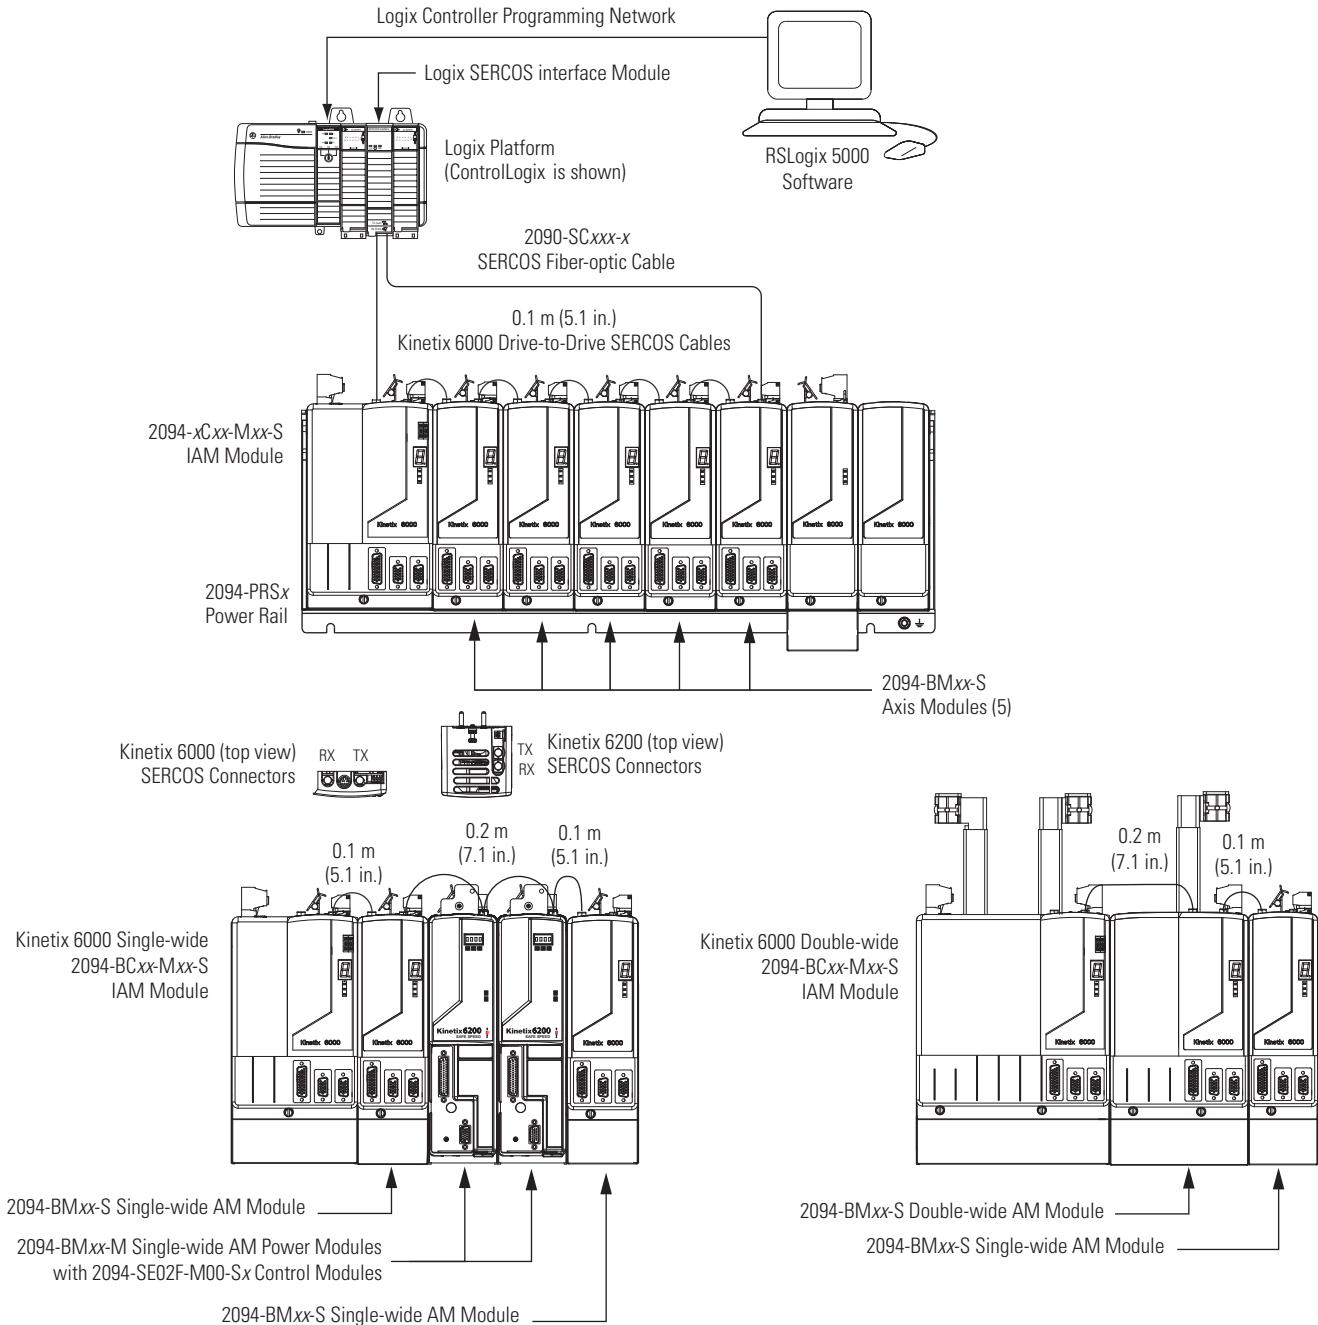 Logix Controller Programming Network
Logix SERCOS interface Module
Logix Platform
(ControlLogix is shown)
RSLogix 5000
Software
2090-SCxxx-x
SERCOS Fiber-optic Cable
0.1 m (5.1 in.)
Kinetix 6000 Drive-to-Drive SERCOS Cables
2094-xCxx-Mxx-S
IAM Module
Kinetix 6000
Kinetix 6000
Kinetix 6000
Kinetix 6000
Kinetix 6000
Kinetix 6000
Kinetix 6000
Kinetix 6000
2094-PRSx
Power Rail
2094-BMxx-S
Axis Modules (5)
Kinetix 6000 (top view)
SERCOS Connectors
RX TX
TX
RX
Kinetix 6200 (top view)
SERCOS Connectors
0.1 m
(5.1 in.)
0.2 m
(7.1 in.)
0.1 m
(5.1 in.)
0.2 m
(7.1 in.)
0.1 m
(5.1 in.)
Kinetix 6000 Single-wide
2094-BCxx-Mxx-S
IAM Module
Kinetix 6000
Kinetix 6000
Kinetix6200
SAFE SPEED
Kinetix6200
SAFE SPEED
Kinetix 6000
Kinetix 6000 Double-wide
2094-BCxx-Mxx-S
IAM Module
Kinetix 6000
Kinetix 6000
Kinetix 6000
2094-BMxx-S Single-wide AM Module
2094-BMxx-M Single-wide AM Power Modules
with 2094-SE02F-M00-Sx Control Modules
2094-BMxx-S Single-wide AM Module
2094-BMxx-S Double-wide AM Module
2094-BMxx-S Single-wide AM Module